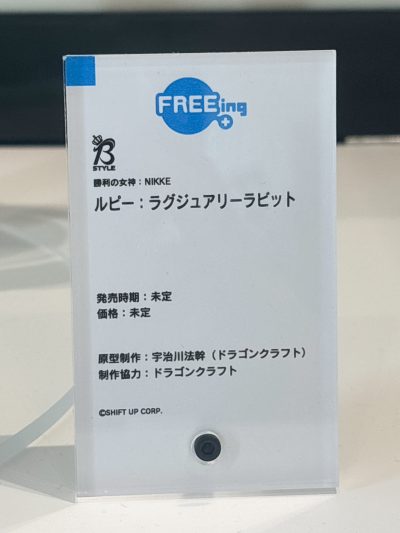 FREEing
B
STYLE
勝利の女神：NIKKE
ルピー：ラグジュアリーラビット
発売時期：未定
価格：未定
原型制作：宇治川法幹（ドラゴンクラフト）
制作協力：ドラゴンクラフト
©SHIFT UP CORP.